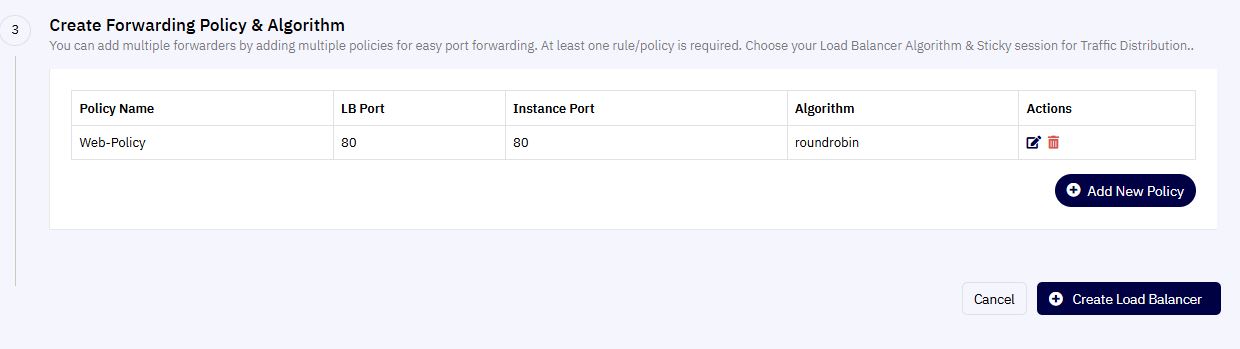 3
Create Forwarding Policy & Algorithm
You can add multiple forwarders by adding multiple policies for easy port forwarding. At least one rule/policy is required. Choose your Load Balancer Algorithm & Sticky session for Traffic Distribution..
Policy Name LB Port Instance Port Algorithm Actions
Web-Policy 80 80 roundrobin
Add New Policy
Cancel Create Load Balancer